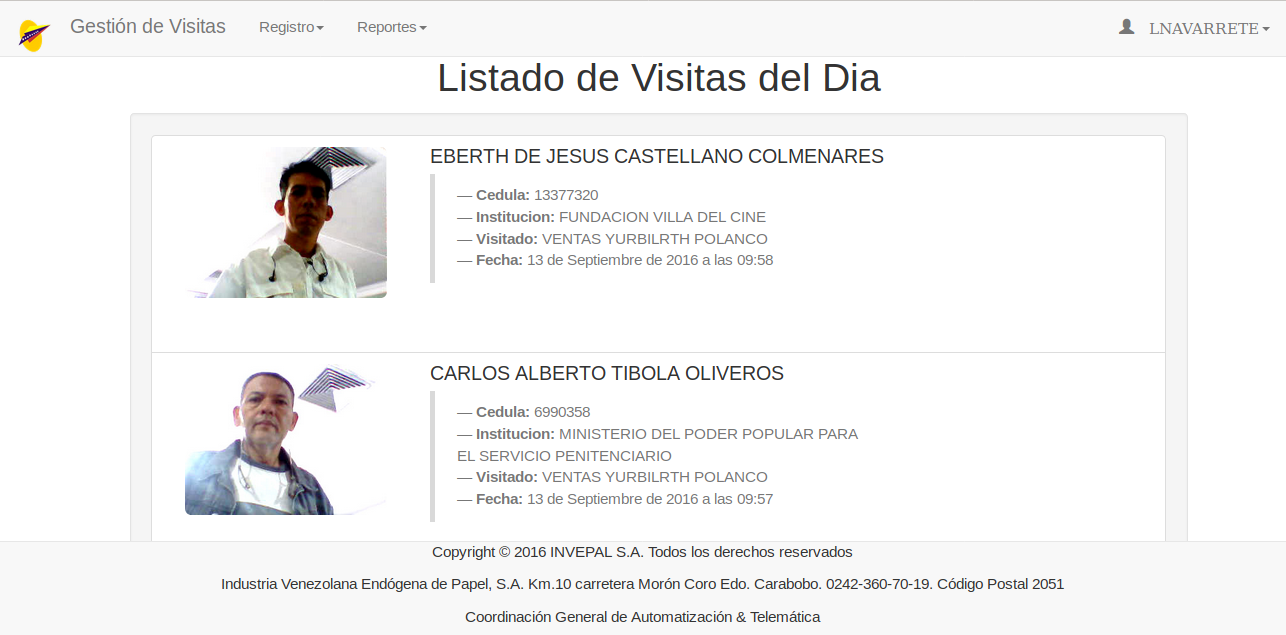 Gestión de Visitas Registro Reportes LNAVARRETE
Listado de Visitas del Dia
EBERTH DE JESUS CASTELLANO COLMENARES
— Cedula: 13377320
— Institucion: FUNDACION VILLA DEL CINE
— Visitado: VENTAS YURBILRTH POLANCO
— Fecha: 13 de Septiembre de 2016 a las 09:58
CARLOS ALBERTO TIBOLA OLIVEROS
— Cedula: 6990358
— Institucion: MINISTERIO DEL PODER POPULAR PARA
EL SERVICIO PENITENCIARIO
— Visitado: VENTAS YURBILRTH POLANCO
— Fecha: 13 de Septiembre de 2016 a las 09:57
Copyright © 2016 INVEPAL S.A. Todos los derechos reservados
Industria Venezolana Endógena de Papel, S.A. Km.10 carretera Morón Coro Edo. Carabobo. 0242-360-70-19. Código Postal 2051
Coordinación General de Automatización & Telemática